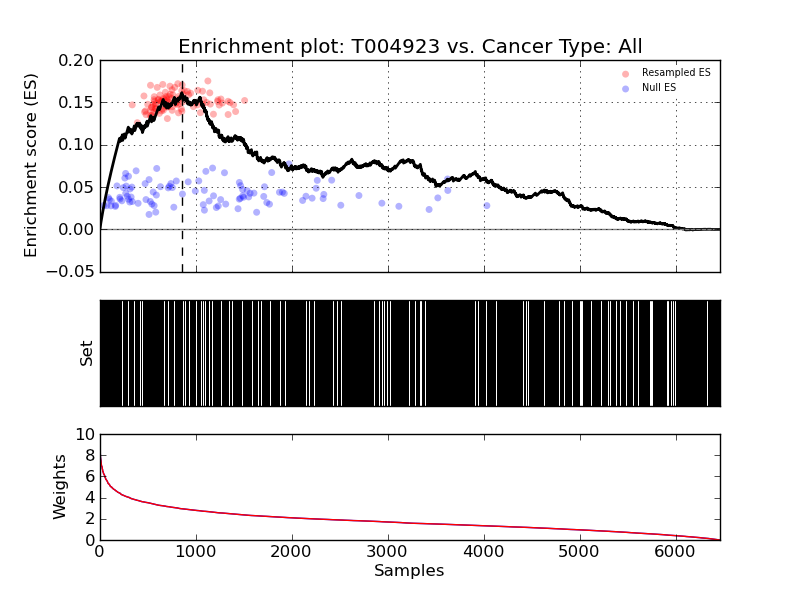 Enrichment plot: T004923 vs. Cancer Type: All
Enrichment score (ES)
0.20
0.15
0.10
0.05
0.00
−0.05
Resampled ES
Null ES
Set
Weights
10
8
6
4
2
0
0 1000 2000 3000 4000 5000 6000
Samples